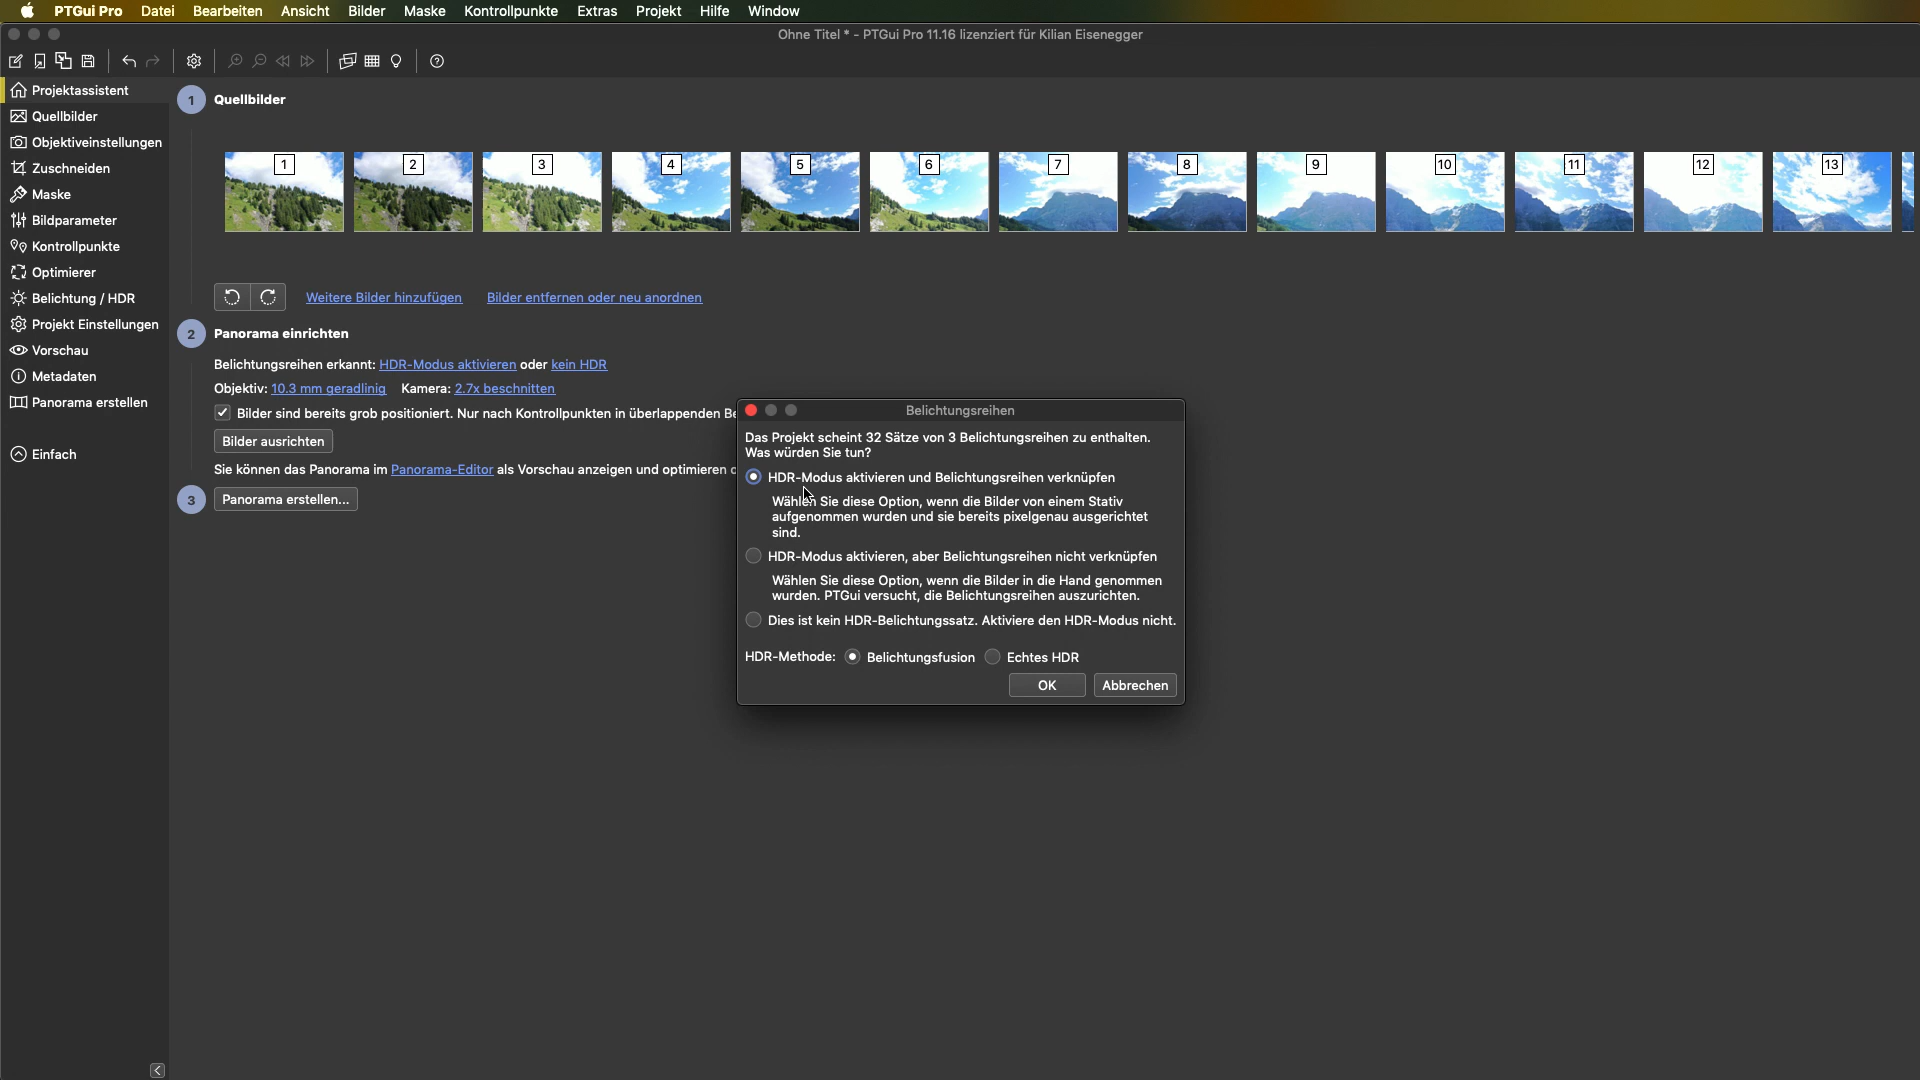 PTGui Pro Datei Bearbeiten Ansicht Bilder Maske Kontrollpunkte Extras Projekt Hilfe Window
Ohne Titel * - PTGui Pro 11.16 lizenziert für Kilian Eisenegger
Projektassistent
Quellbilder
Objektiveinstellungen
Zuschneiden
Maske
Bildparameter
Kontrollpunkte
Optimierer
Belichtung / HDR
Projekt Einstellungen
Vorschau
Metadaten
Panorama erstellen
Einfach
1 Quellbilder
1 2 3 4 5 6 7 8 9 10 11 12 13
Weitere Bilder hinzufügen Bilder entfernen oder neu anordnen
2 Panorama einrichten
Belichtungsreihen erkannt: HDR-Modus aktivieren oder kein HDR
Objektiv: 10.3 mm geradlinig Kamera: 2.7x beschnitten
Bilder sind bereits grob positioniert. Nur nach Kontrollpunkten in überlappenden Be
Bilder ausrichten
Sie können das Panorama im Panorama-Editor als Vorschau anzeigen und optimieren o
3 Panorama erstellen...
Belichtungsreihen
Das Projekt scheint 32 Sätze von 3 Belichtungsreihen zu enthalten.
Was würden Sie tun?
HDR-Modus aktivieren und Belichtungsreihen verknüpfen
Wählen Sie diese Option, wenn die Bilder von einem Stativ
aufgenommen wurden und sie bereits pixelgenau ausgerichtet
sind.
HDR-Modus aktivieren, aber Belichtungsreihen nicht verknüpfen
Wählen Sie diese Option, wenn die Bilder in die Hand genommen
wurden. PTGui versucht, die Belichtungsreihen auszurichten.
Dies ist kein HDR-Belichtungssatz. Aktiviere den HDR-Modus nicht.
HDR-Methode: Belichtungsfusion Echtes HDR
OK Abbrechen